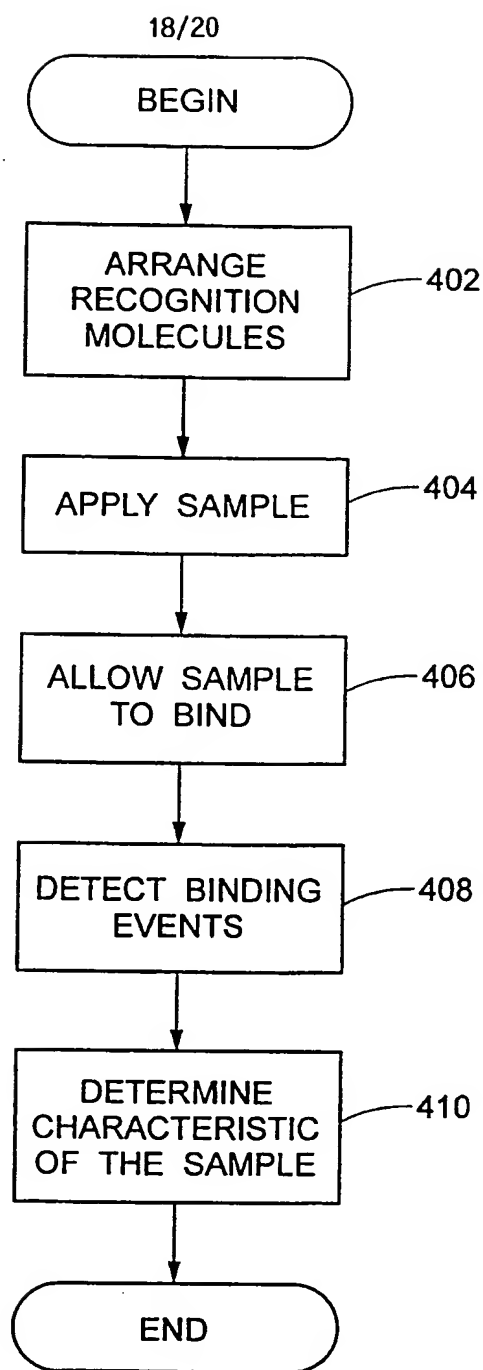 18/20
BEGIN
ARRANGE
RECOGNITION
MOLECULES
402
APPLY SAMPLE
404
ALLOW SAMPLE
TO BIND
406
DETECT BINDING
EVENTS
408
DETERMINE
CHARACTERISTIC
OF THE SAMPLE
410
END